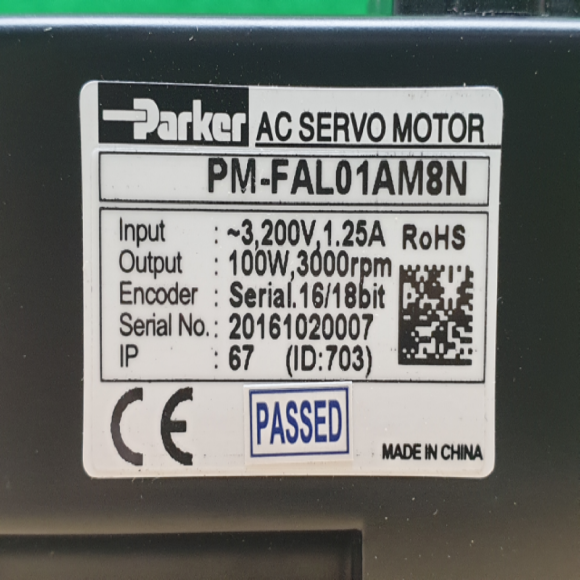 Parker AC SERVO MOTOR
PM-FAL01AM8N
Input : ~3,200V,1.25A RoHS
Output : 100W,3000rpm
Encoder : Serial.16/18bit
Serial No.: 20161020007
IP : 67 (ID:703)
CE PASSED MADE IN CHINA